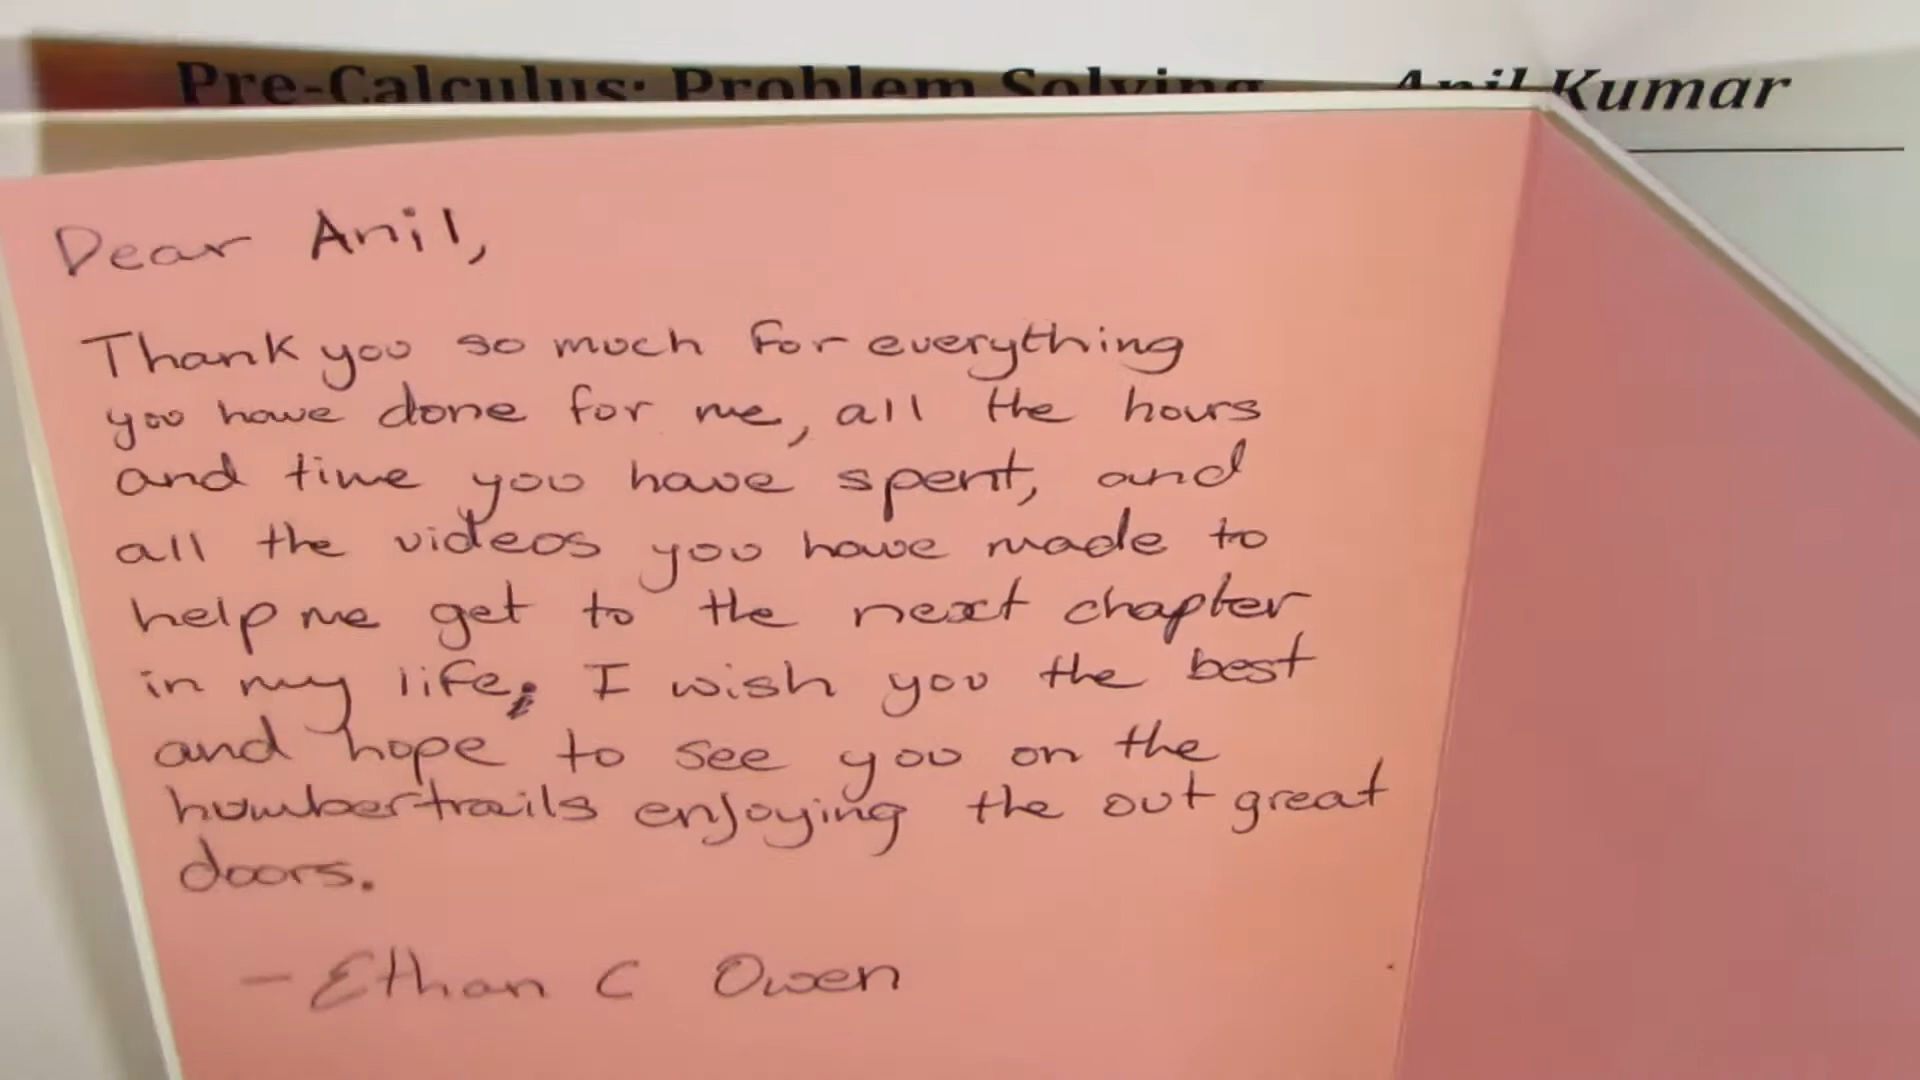 Pre-Calculus: Problem Solving Anil Kumar
Dear Anil,
Thank you so much for everything
you have done for me, all the hours
and time you have spent, and
all the videos you have made to
help me get to the next chapter
in my life; I wish you the best
and hope to see you on the
humbertrails enjoying the out great
doors.
- Ethan C Owen